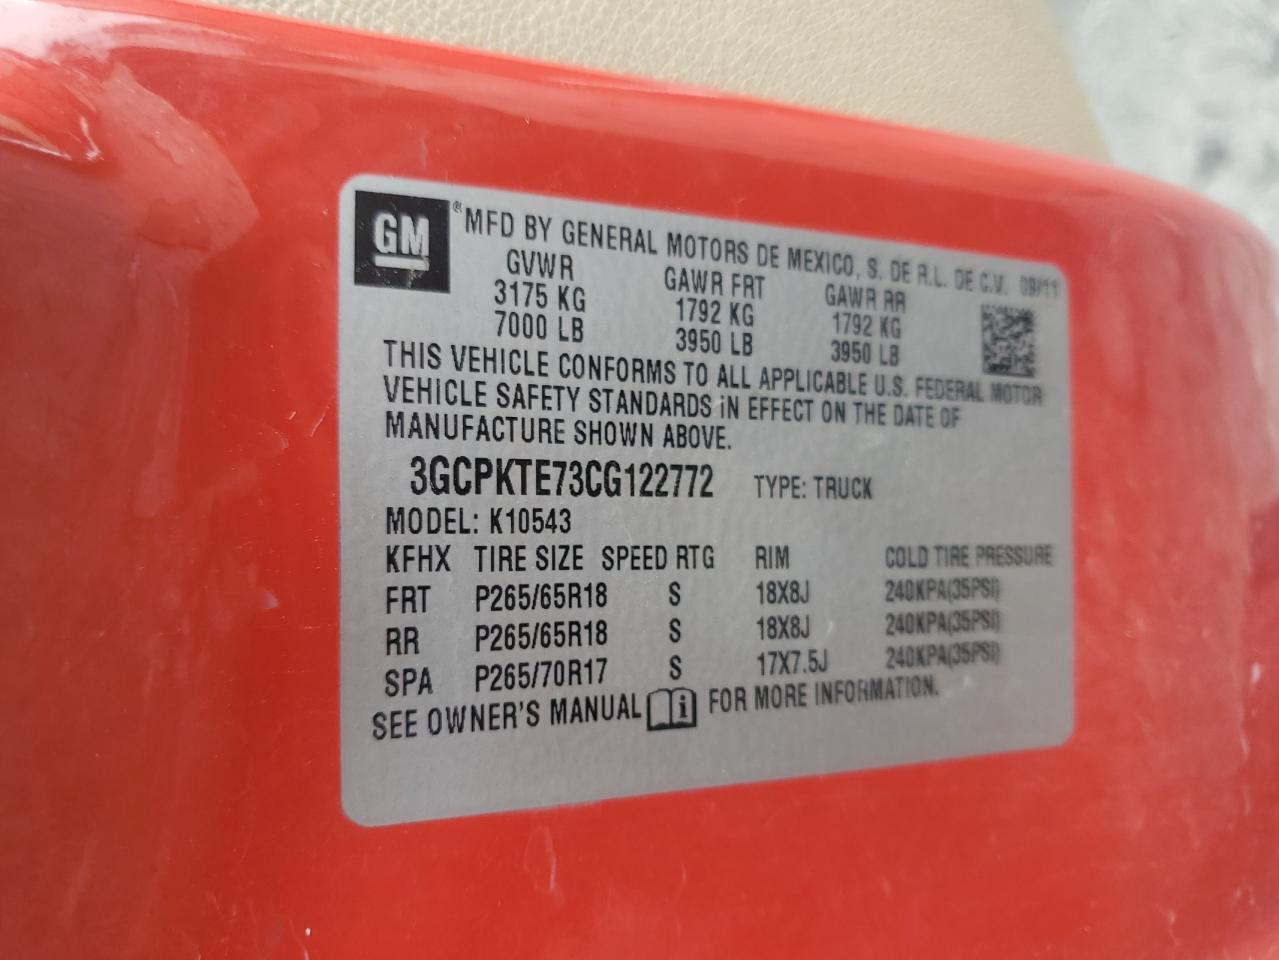 GM ® MFD BY GENERAL MOTORS DE MEXICO, S. DE R.L. DE C.V. 09/11
GVWR GAWR FRT GAWR RR
3175 KG 1792 KG 1792 KG
7000 LB 3950 LB 3950 LB
THIS VEHICLE CONFORMS TO ALL APPLICABLE U.S. FEDERAL MOTOR
VEHICLE SAFETY STANDARDS iN EFFECT ON THE DATE OF
MANUFACTURE SHOWN ABOVE.
3GCPKTE73CG122772 TYPE: TRUCK
MODEL: K10543
KFHX TIRE SIZE SPEED RTG RIM COLD TIRE PRESSURE
FRT P265/65R18 S 18X8J 240KPA(35PSI)
RR P265/65R18 S 18X8J 240KPA(35PSI)
SPA P265/70R17 S 17X7.5J 240KPA(35PSI)
SEE OWNER'S MANUAL i FOR MORE INFORMATION.